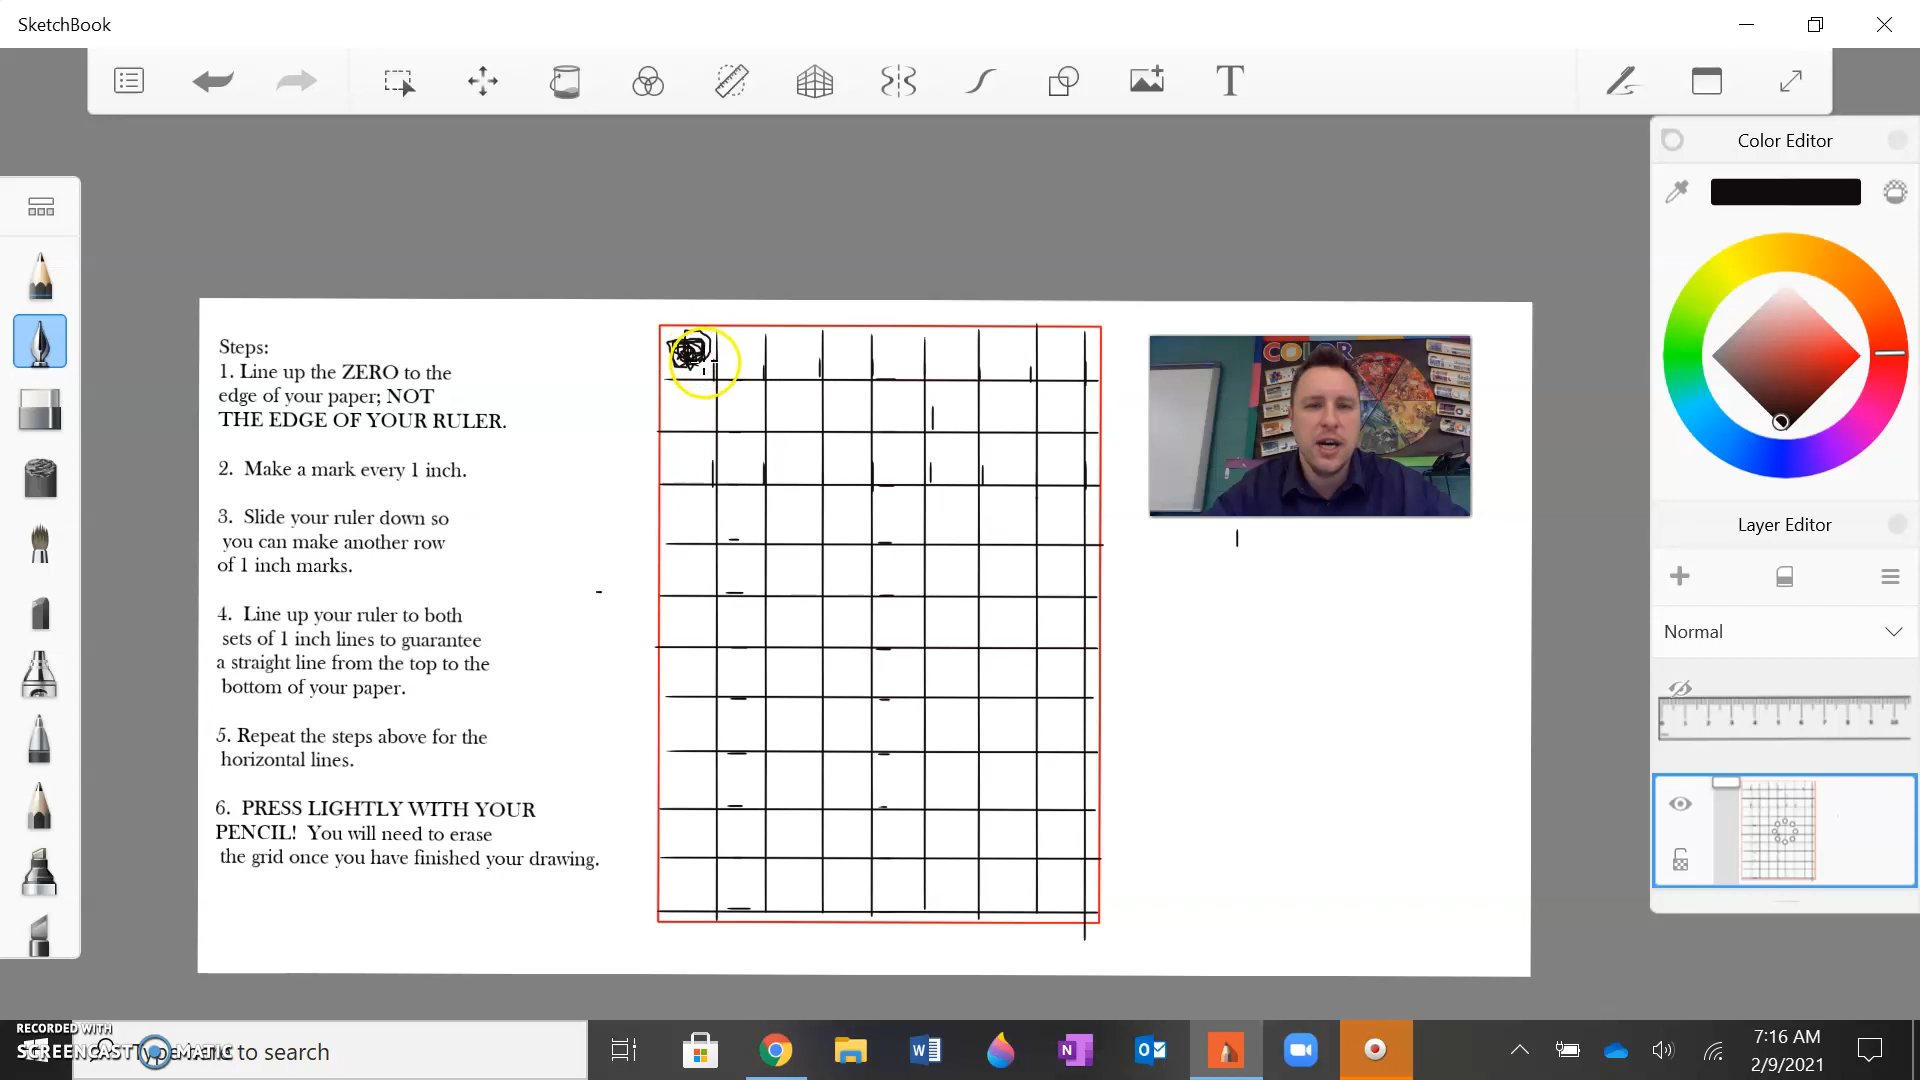 SketchBook
T
Color Editor
Steps:
1. Line up the ZERO to the
edge of your paper; NOT
THE EDGE OF YOUR RULER.
2. Make a mark every 1 inch.
3. Slide your ruler down so
you can make another row
of 1 inch marks.
4. Line up your ruler to both
sets of 1 inch lines to guarantee
a straight line from the top to the
bottom of your paper.
5. Repeat the steps above for the
horizontal lines.
6. PRESS LIGHTLY WITH YOUR
PENCIL! You will need to erase
the grid once you have finished your drawing.
COLOR
Layer Editor
Normal
RECORDED WITH
SCREENCAST MATIC
to search
7:16 AM
2/9/2021